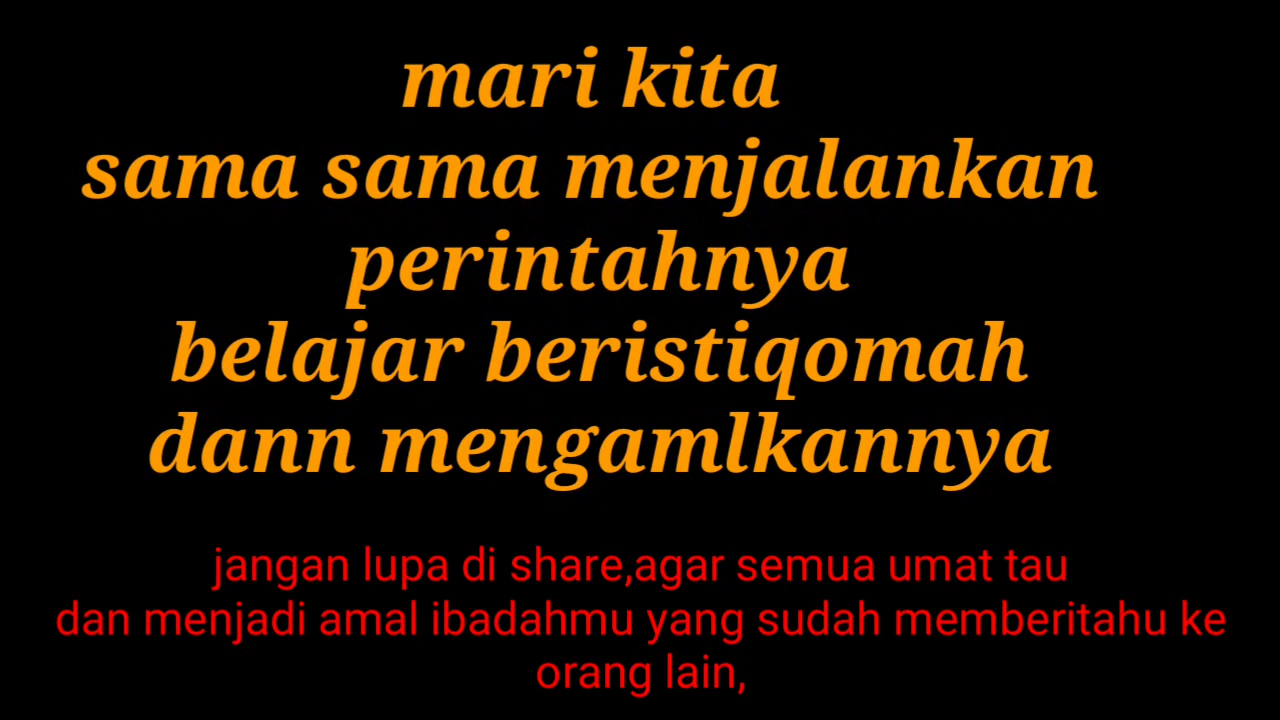 mari kita
sama sama menjalankan
perintahnya
belajar beristiqomah
dann mengamlkannya
jangan lupa di share,agar semua umat tau
dan menjadi amal ibadahmu yang sudah memberitahu ke
orang lain,